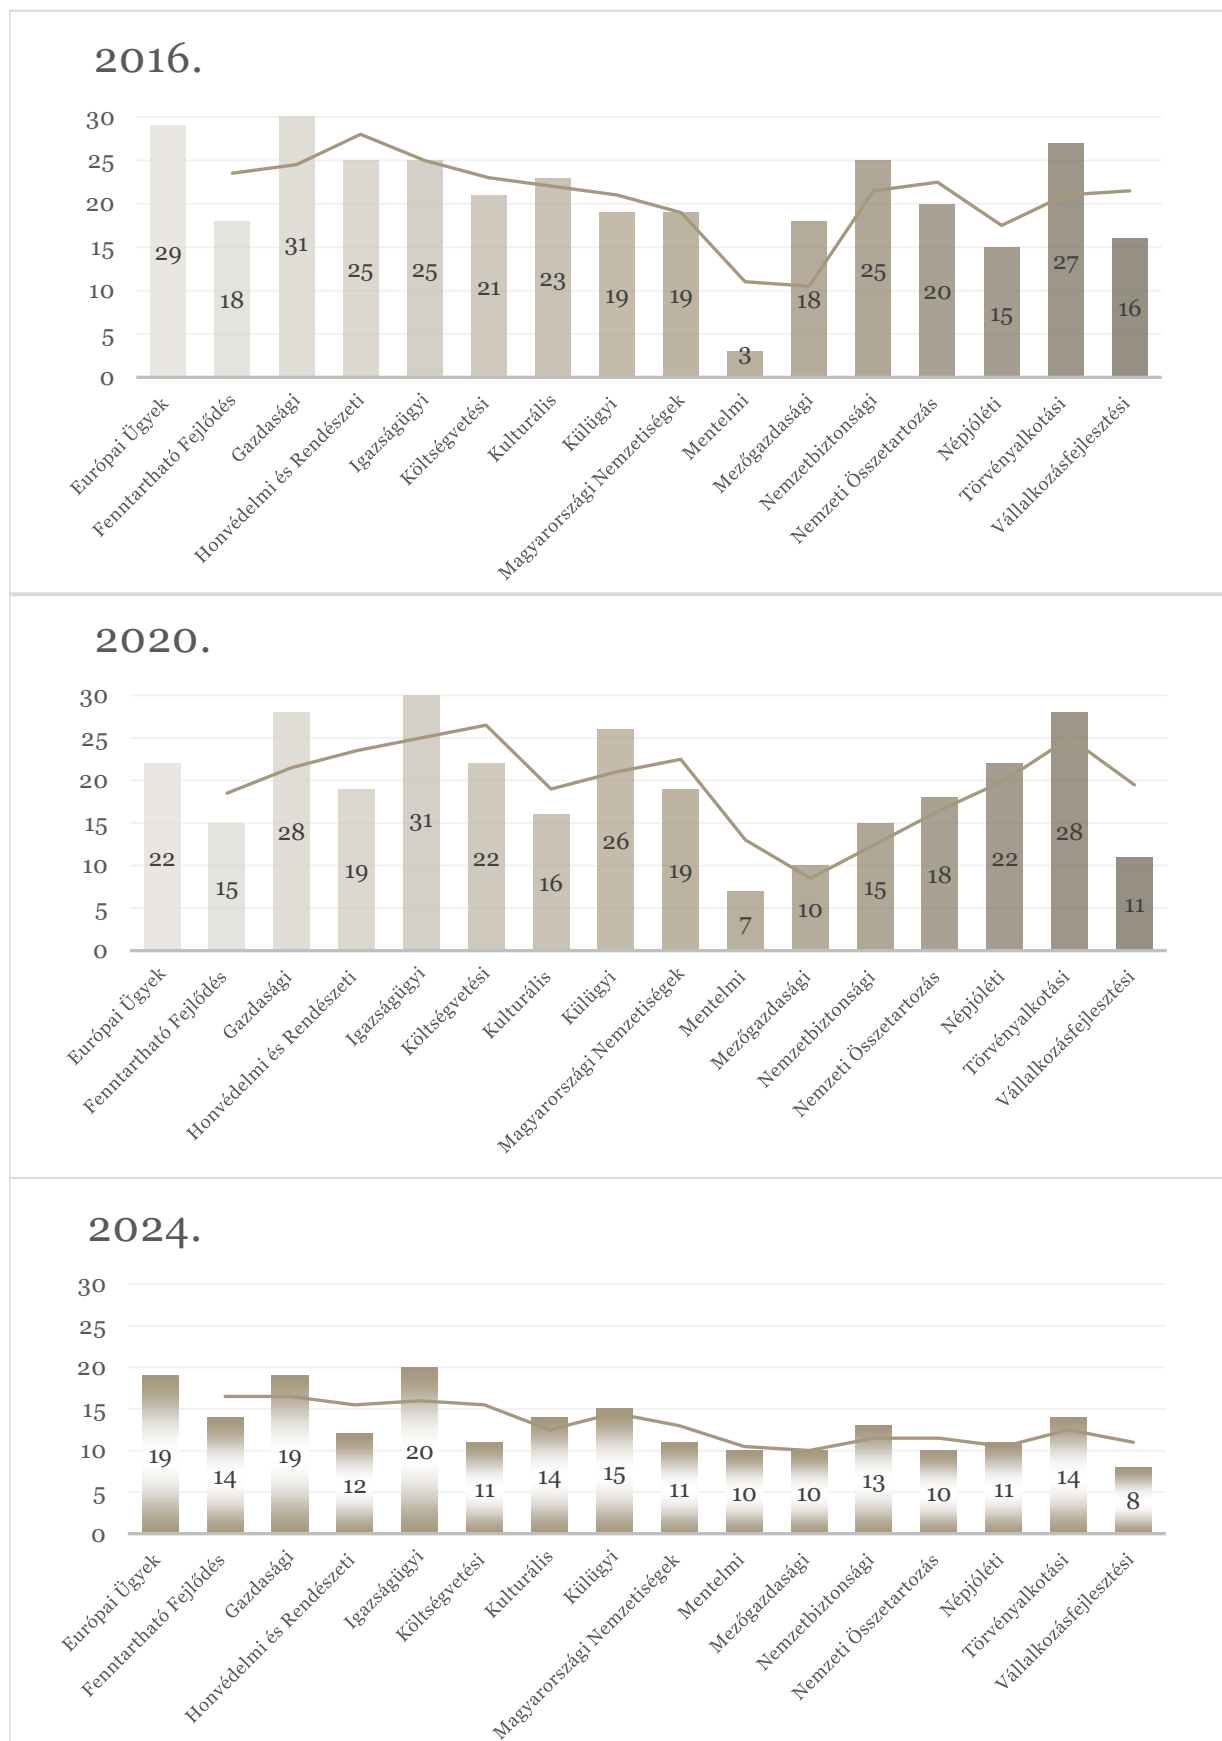 2016.
30
25
20
15
10
5
0
29
18
31
25
25
21
23
19
19
3
18
25
20
15
27
16
Európai Ügyek
Fenntartható Fejlődés
Gazdasági
Honvédelmi és Rendészeti
Igazságügyi
Költségvetési
Kulturális
Külügyi
Magyarországi Nemzetiségek
Mentelmi
Mezőgazdasági
Nemzetbiztonsági
Nemzeti Összetartozás
Népjóléti
Törvényalkotási
Vállalkozásfejlesztési
2020.
30
25
20
15
10
5
0
22
15
28
19
31
22
16
26
19
7
10
15
18
22
28
11
Európai Ügyek
Fenntartható Fejlődés
Gazdasági
Honvédelmi és Rendészeti
Igazságügyi
Költségvetési
Kulturális
Külügyi
Magyarországi Nemzetiségek
Mentelmi
Mezőgazdasági
Nemzetbiztonsági
Nemzeti Összetartozás
Népjóléti
Törvényalkotási
Vállalkozásfejlesztési
2024.
30
25
20
15
10
5
0
19
14
19
12
20
11
14
15
11
10
10
13
10
11
14
8
Európai Ügyek
Fenntartható Fejlődés
Gazdasági
Honvédelmi és Rendészeti
Igazságügyi
Költségvetési
Kulturális
Külügyi
Magyarországi Nemzetiségek
Mentelmi
Mezőgazdasági
Nemzetbiztonsági
Nemzeti Összetartozás
Népjóléti
Törvényalkotási
Vállalkozásfejlesztési